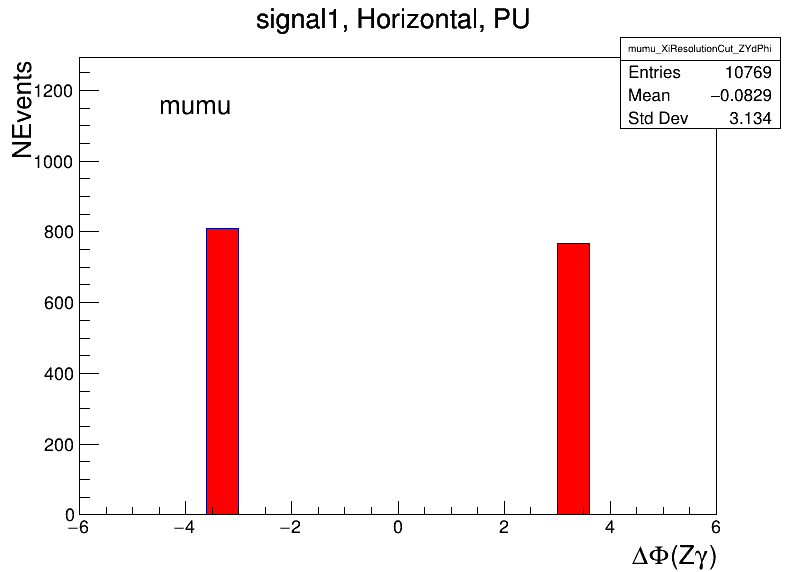 signal1, Horizontal, PU
mumu_XiResolutionCut_ZYdPhi
Entries 10769
Mean −0.0829
Std Dev 3.134
NEvents
mumu
1200
1000
800
600
400
200
0
−6 −4 −2 0 2 4 6
ΔΦ(Zγ)